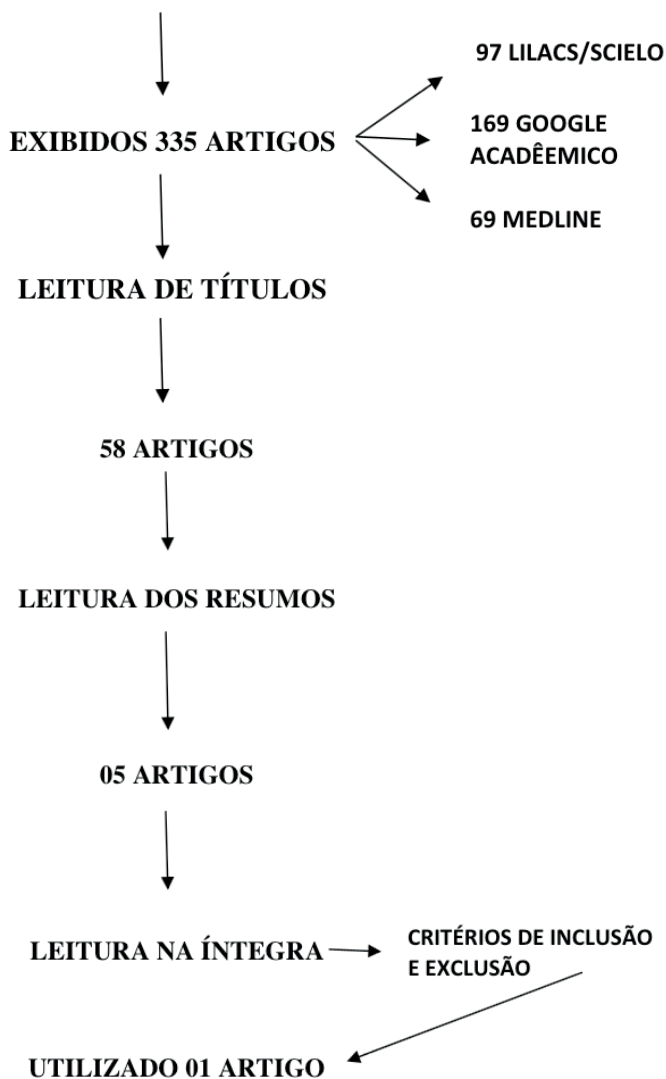 97 LILACS/SCIELO
EXIBIDOS 335 ARTIGOS
169 GOOGLE
ACADÊEMICO
69 MEDLINE
LEITURA DE TÍTULOS
58 ARTIGOS
LEITURA DOS RESUMOS
05 ARTIGOS
LEITURA NA ÍNTEGRA
CRITÉRIOS DE INCLUSÃO
E EXCLUSÃO
UTILIZADO 01 ARTIGO